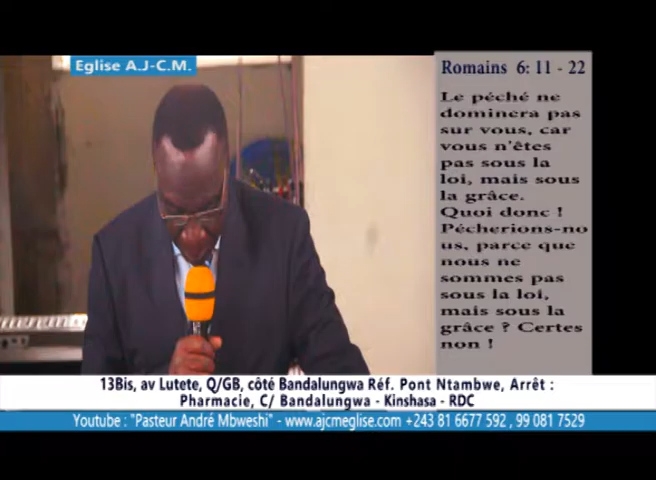 Eglise A.J-C.M.
Romains 6: 11 - 22
Le péché ne
dominera pas
sur vous, car
vous n'êtes
pas sous la
loi, mais sous
la grâce.
Quoi donc !
Pécherions-no
us, parce que
nous ne
sommes pas
sous la loi,
mais sous la
grâce ? Certes
non !
13Bis, av Lutete, Q/GB, côté Bandalungwa Réf. Pont Ntambwe, Arrêt :
Pharmacie, C/ Bandalungwa - Kinshasa - RDC
Youtube : "Pasteur André Mbweshi" - www.ajcmeglise.com +243 81 6677 592 , 99 081 7529